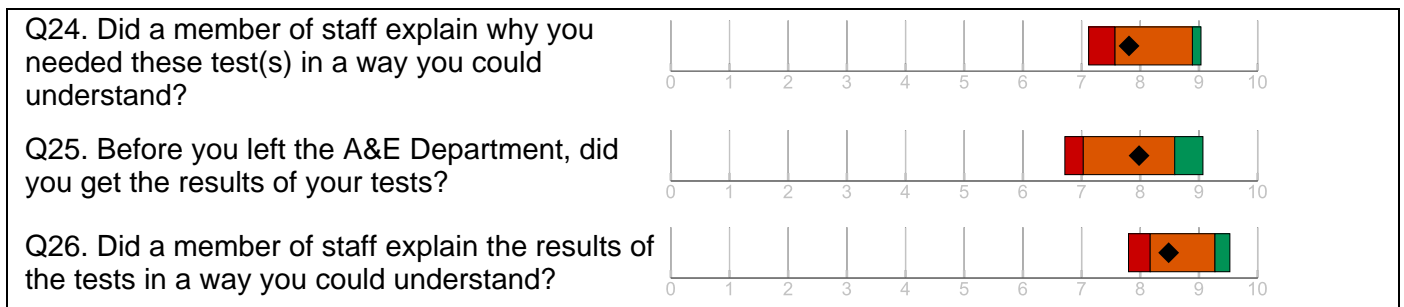 Q24. Did a member of staff explain why you
needed these test(s) in a way you could
understand?
0 1 2 3 4 5 6 7 8 9 10
Q25. Before you left the A&E Department, did
you get the results of your tests?
0 1 2 3 4 5 6 7 8 9 10
Q26. Did a member of staff explain the results of
the tests in a way you could understand?
0 1 2 3 4 5 6 7 8 9 10